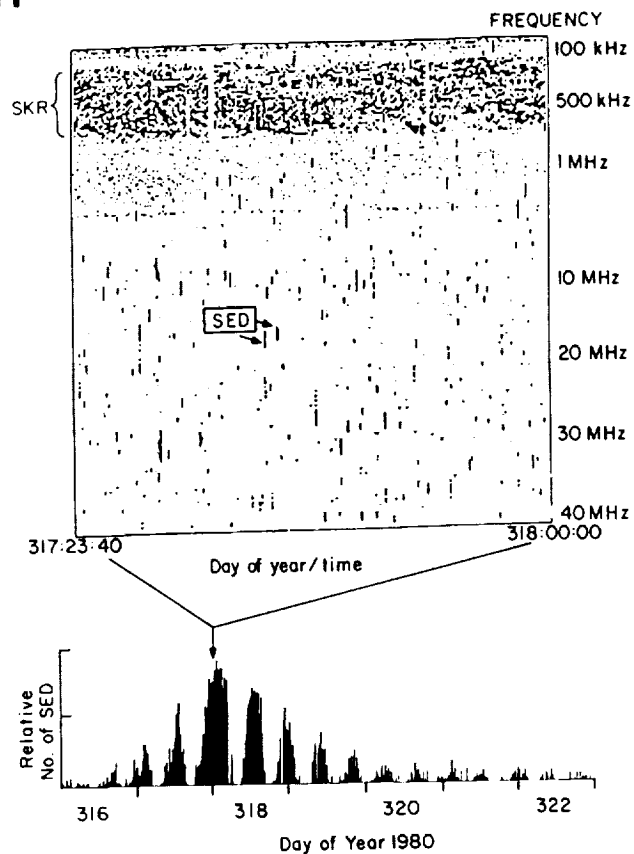 FREQUENCY
100 kHz
SKR
500 kHz
1 MHz
10 MHz
SED
20 MHz
30 MHz
40 MHz
317:23:40
318:00:00
Day of year/time
Relative
No. of SED
316
318
320
322
Day of Year 1980